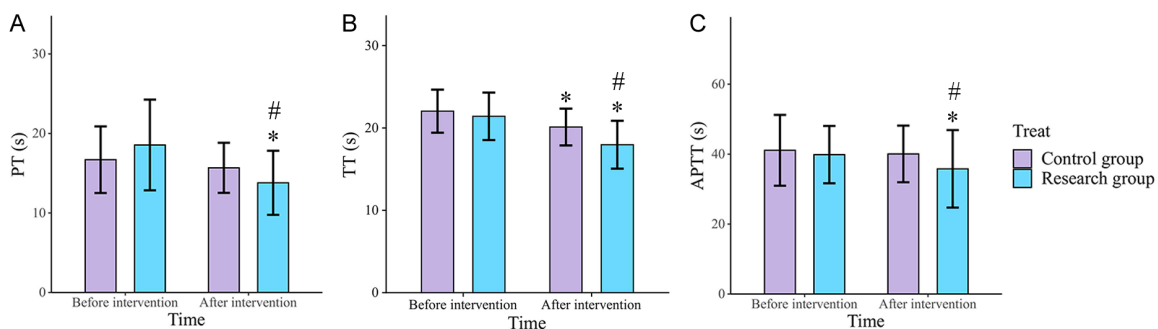 A
PT (s)
30
20
10
0
#
*
Before intervention
After intervention
Time
B
TT (s)
30
20
10
0
*
#
*
Before intervention
After intervention
Time
C
APTT (s)
60
40
20
0
#
*
Before intervention
After intervention
Time
Treat
Control group
Research group